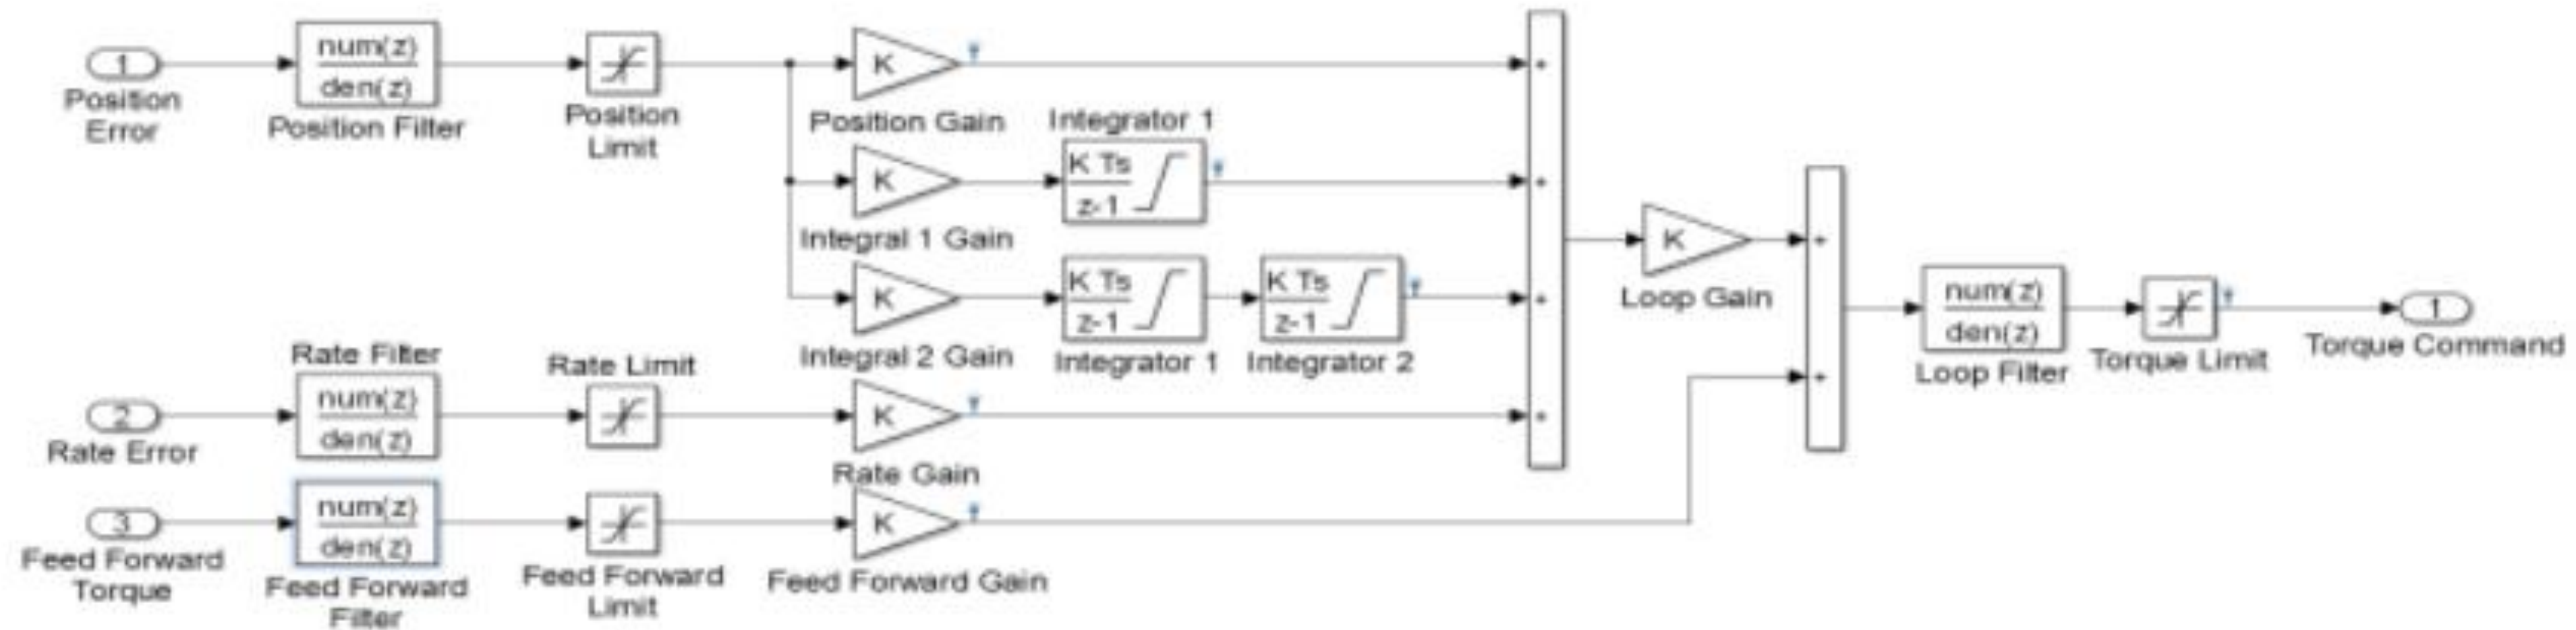 1
Position
Error
num(z)
den(z)
Position Filter
Position
Limit
K
Position Gain
K
Integral 1 Gain
Integrator 1
K Ts
z-1
K
Integral 2 Gain
K Ts
z-1
Integrator 1
K Ts
z-1
Integrator 2
2
Rate Error
Rate Filter
num(z)
den(z)
Rate Limit
K
Rate Gain
3
Feed Forward
Torque
num(z)
den(z)
Feed Forward
Filter
Feed Forward
Limit
K
Feed Forward Gain
+
+
+
+
K
Loop Gain
+
+
num(z)
den(z)
Loop Filter
Torque Limit
1
Torque Command